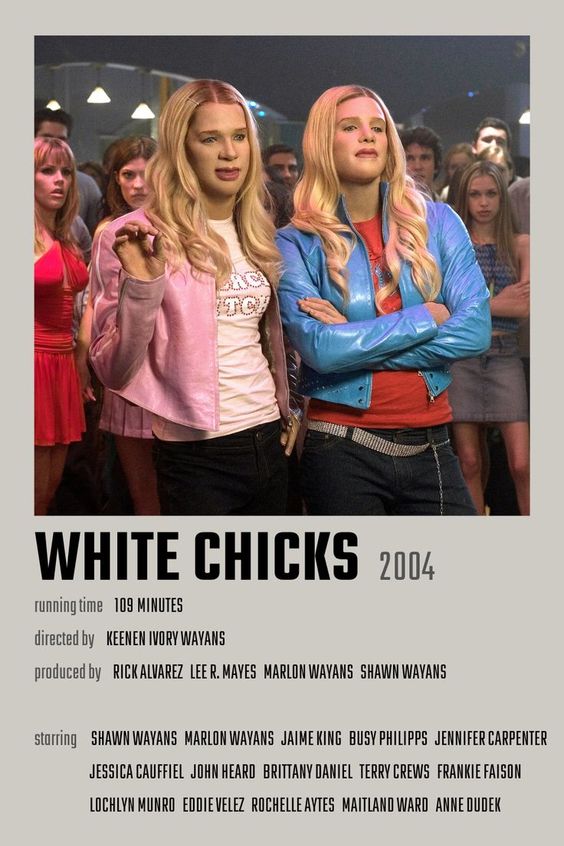 WHITE CHICKS 2004
running time 109 MINUTES
directed by KEENEN IVORY WAYANS
produced by RICK ALVAREZ LEE R. MAYES MARLON WAYANS SHAWN WAYANS
starring SHAWN WAYANS MARLON WAYANS JAIME KING BUSY PHILIPPS JENNIFER CARPENTER
JESSICA CAUFFIEL JOHN HEARD BRITTANY DANIEL TERRY CREWS FRANKIE FAISON
LOCHLYN MUNRO EDDIE VELEZ ROCHELLE AYTES MAITLAND WARD ANNE DUDEK